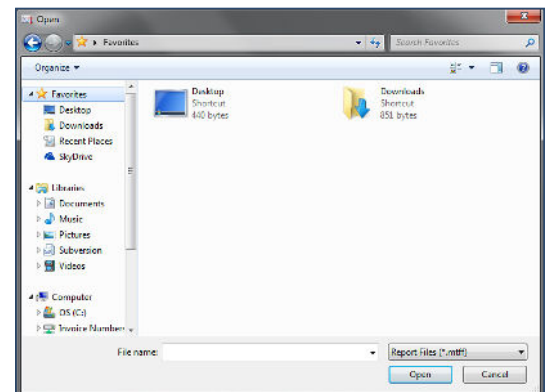 Open
Favorites
Search Favorites
Organize
Favorites
Desktop
Downloads
Recent Places
SkyDrive
Libraries
Documents
Music
Pictures
Subversion
Videos
Computer
OS (C:)
Invoice Number
Desktop
Shortcut
440 bytes
Downloads
Shortcut
851 bytes
File name:
Report Files (*.mtff)
Open
Cancel